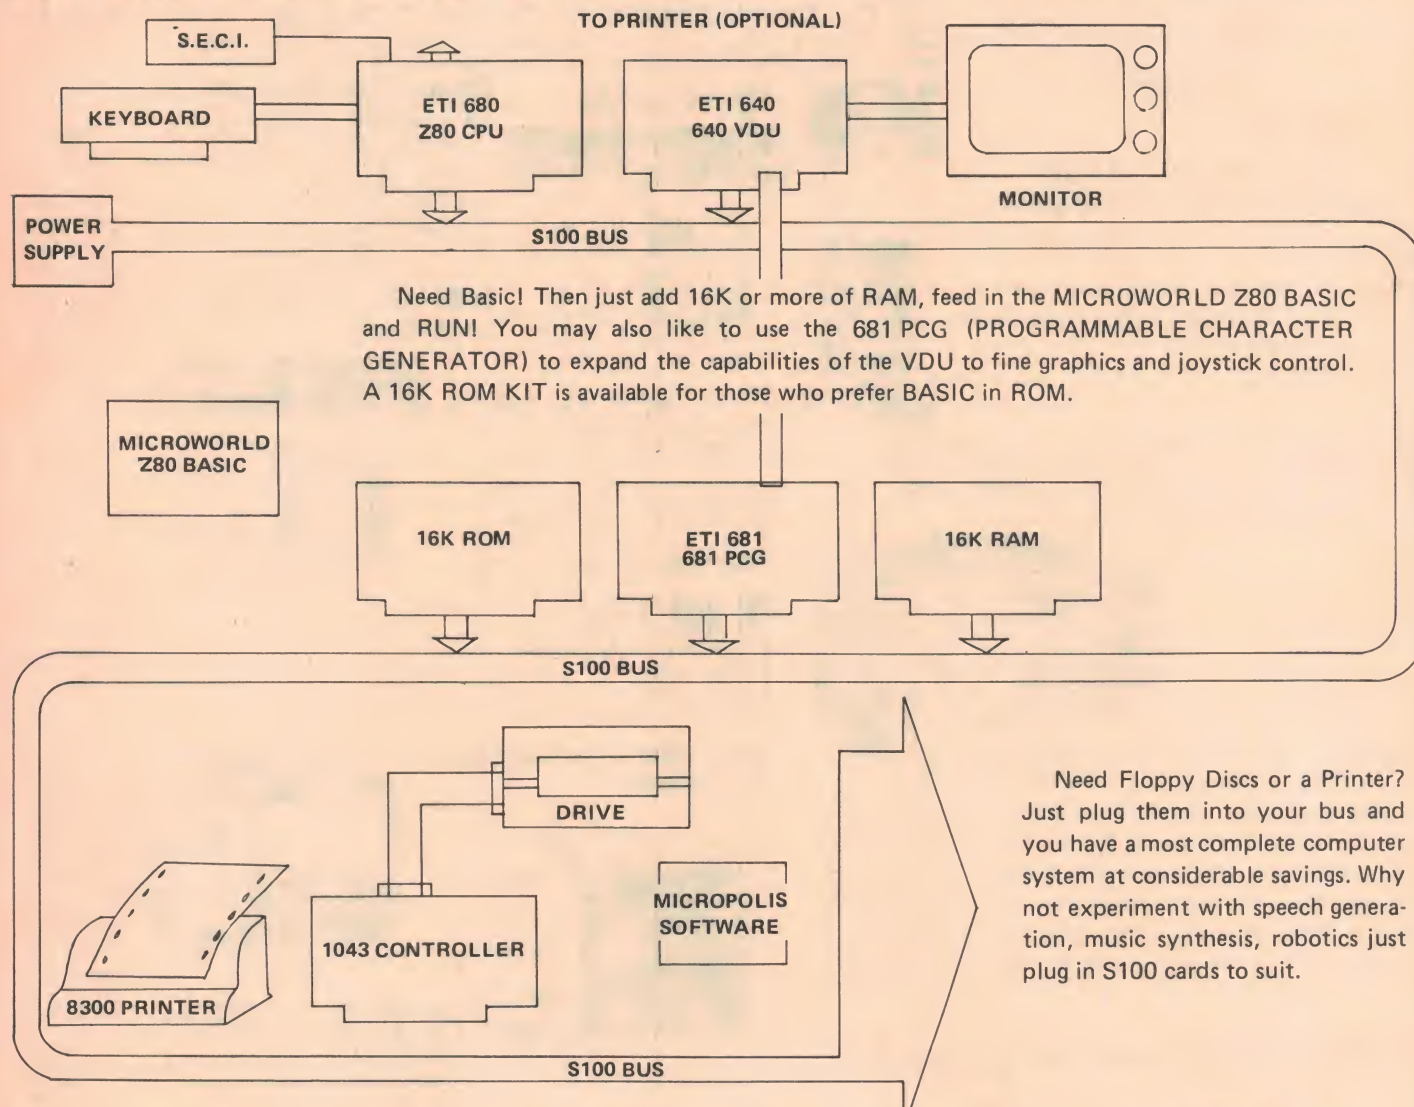 TO PRINTER (OPTIONAL)
S.E.C.I.
KEYBOARD
ETI 680
Z80 CPU
ETI 640
640 VDU
MONITOR
POWER
SUPPLY
S100 BUS
Need Basic! Then just add 16K or more of RAM, feed in the MICROWORLD Z80 BASIC
and RUN! You may also like to use the 681 PCG (PROGRAMMABLE CHARACTER
GENERATOR) to expand the capabilities of the VDU to fine graphics and joystick control.
A 16K ROM KIT is available for those who prefer BASIC in ROM.
MICROWORLD
Z80 BASIC
16K ROM
ETI 681
681 PCG
16K RAM
S100 BUS
DRIVE
MICROPOLIS
SOFTWARE
1043 CONTROLLER
8300 PRINTER
Need Floppy Discs or a Printer?
Just plug them into your bus and
you have a most complete computer
system at considerable savings. Why
not experiment with speech genera-
tion, music synthesis, robotics just
plug in S100 cards to suit.
S100 BUS